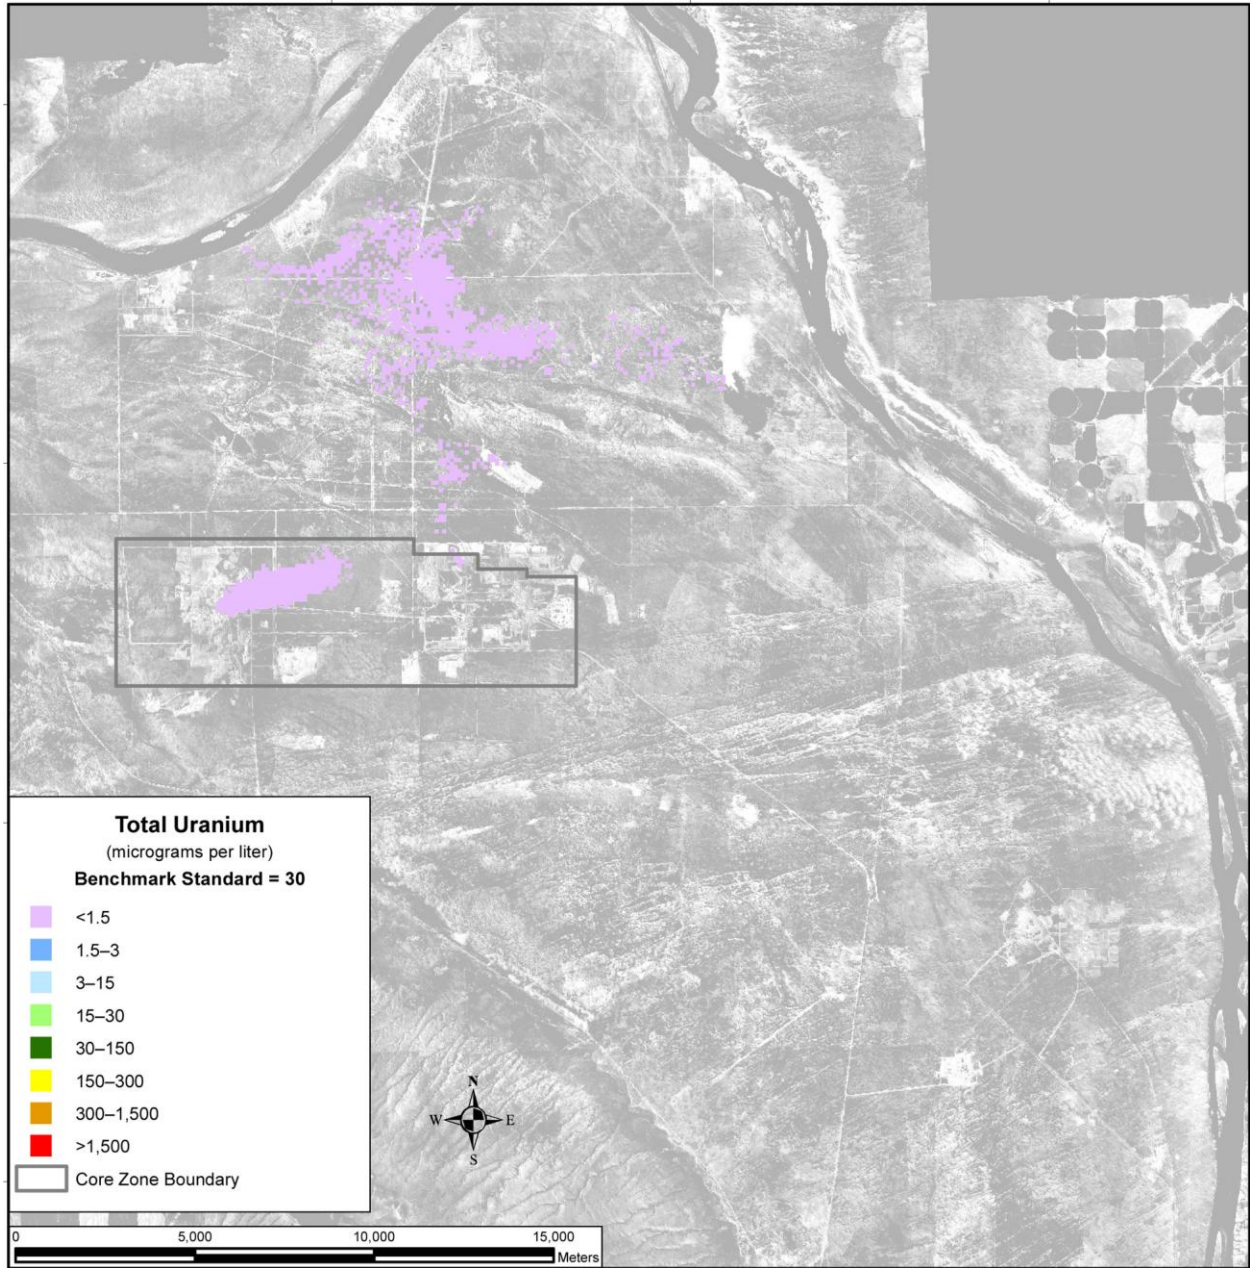 Total Uranium
(micrograms per liter)
Benchmark Standard = 30
<1.5
1.5–3
3–15
15–30
30–150
150–300
300–1,500
>1,500
Core Zone Boundary
N
W E
S
0 5,000 10,000 15,000
Meters